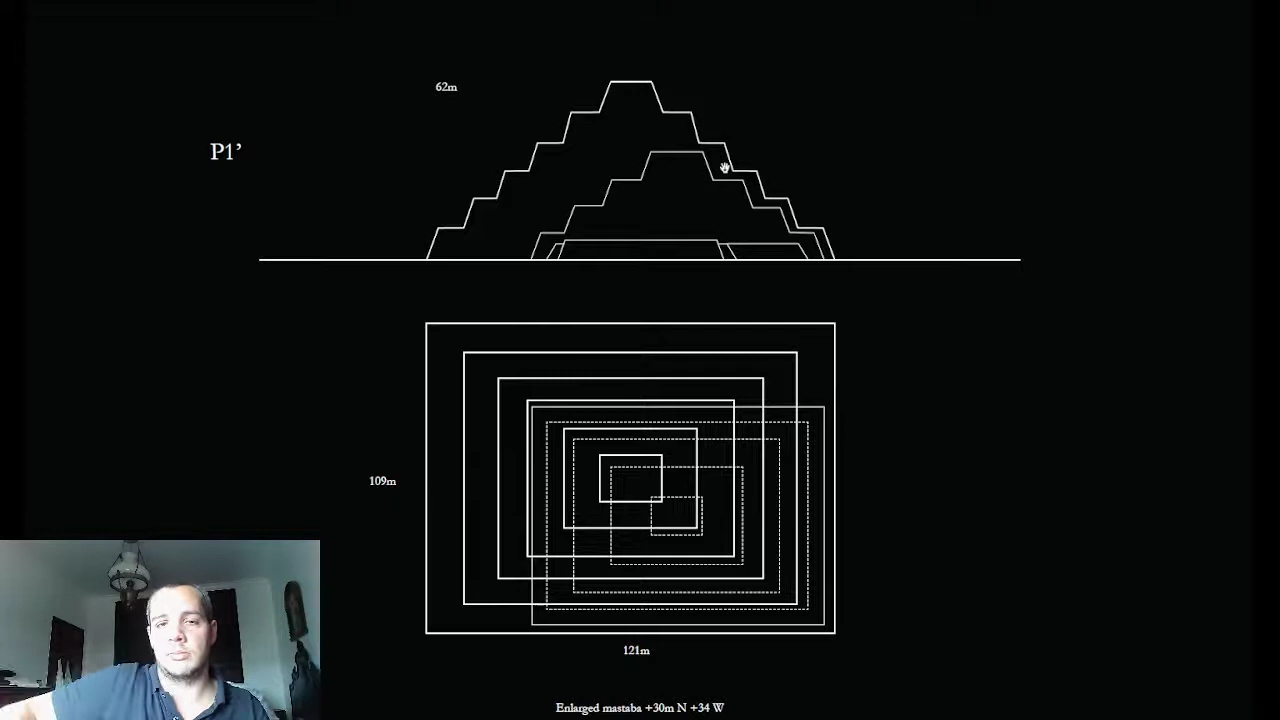 62m
P1’
109m
121m
Enlarged mastaba +30m N +34 W